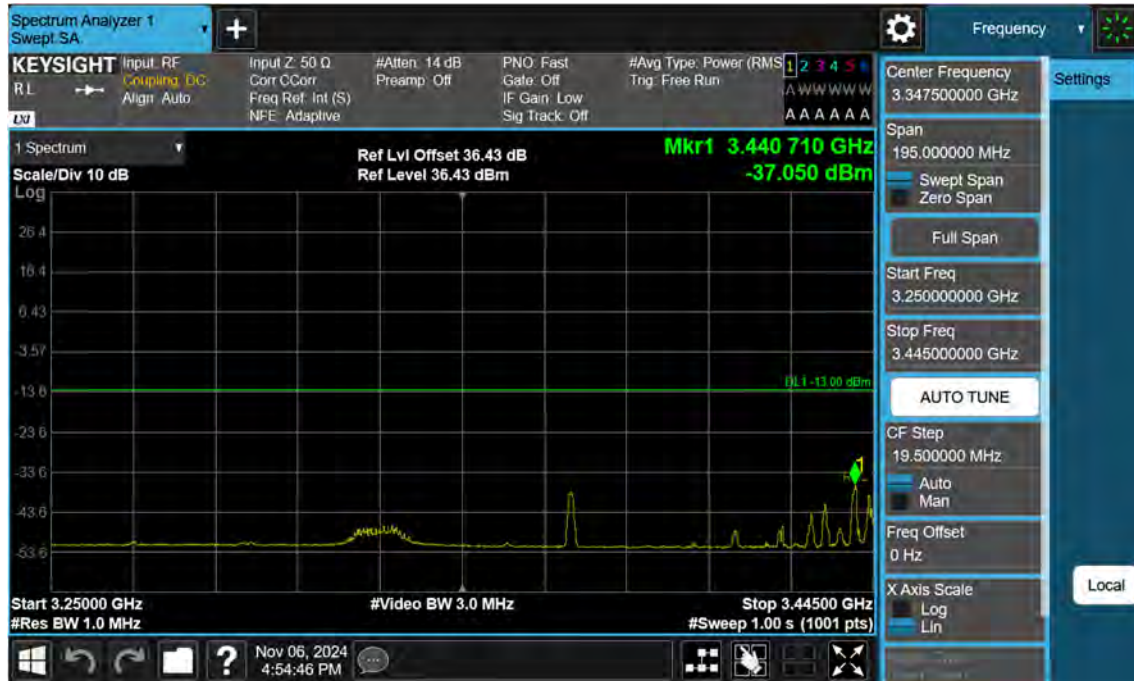 Spectrum Analyzer 1
Swept SA
+
Frequency
KEYSIGHT
RL
LXI
Input: RF
Coupling: DC
Align: Auto
Input Z: 50 Ω
Corr CCorr
Freq Ref: Int (S)
NFE: Adaptive
#Atten: 14 dB
Preamp: Off
PNO: Fast
Gate: Off
IF Gain: Low
Sig Track: Off
#Avg Type: Power (RMS
Trig: Free Run
1 2 3 4 5 6
A W W W W W
A A A A A A
1 Spectrum
Scale/Div 10 dB
Log
Ref Lvl Offset 36.43 dB
Ref Level 36.43 dBm
Mkr1 3.440 710 GHz
-37.050 dBm
26.4
16.4
6.43
-3.57
-13.6
-23.6
-33.6
-43.6
-53.6
DL1 -13.00 dBm
1
Start 3.25000 GHz
#Res BW 1.0 MHz
#Video BW 3.0 MHz
Stop 3.44500 GHz
#Sweep 1.00 s (1001 pts)
?
Nov 06, 2024
4:54:46 PM
Center Frequency
3.347500000 GHz
Settings
Span
195.000000 MHz
Swept Span
Zero Span
Full Span
Start Freq
3.250000000 GHz
Stop Freq
3.445000000 GHz
AUTO TUNE
CF Step
19.500000 MHz
Auto
Man
Freq Offset
0 Hz
X Axis Scale
Log
Lin
Local